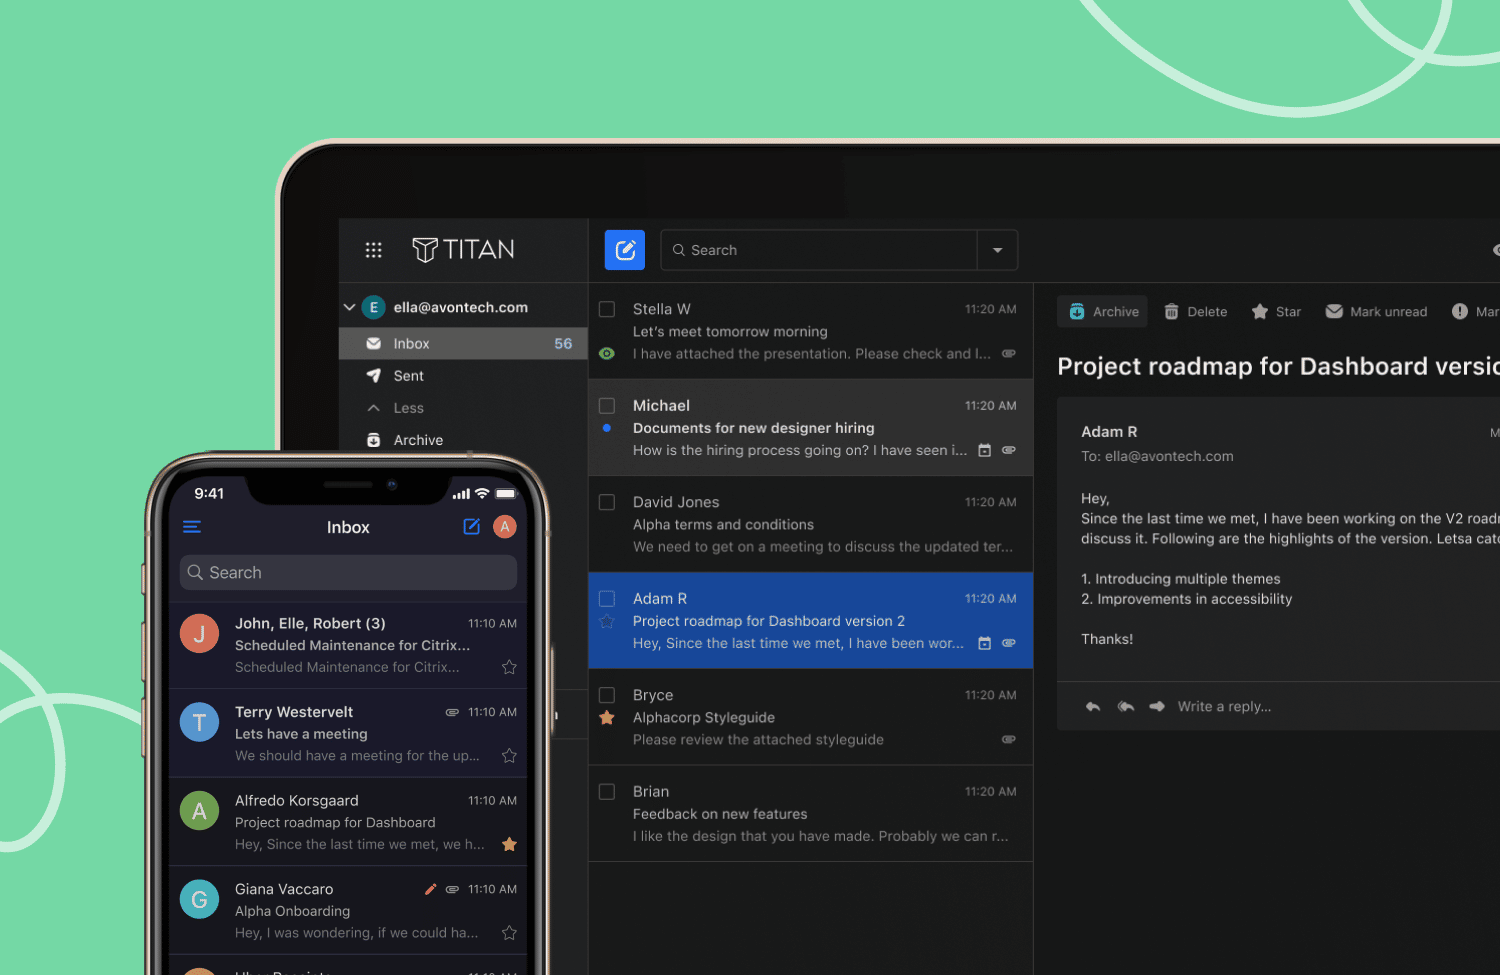 TITAN
Search
E
ella@avontech.com
Inbox 56
Sent
Less
Archive
Stella W 11:20 AM
Let's meet tomorrow morning
I have attached the presentation. Please check and I...
Michael 11:20 AM
Documents for new designer hiring
How is the hiring process going on? I have seen i...
David Jones 11:20 AM
Alpha terms and conditions
We need to get on a meeting to discuss the updated ter...
Adam R 11:20 AM
Project roadmap for Dashboard version 2
Hey, Since the last time we met, I have been wor...
Bryce 11:20 AM
Alphacorp Styleguide
Please review the attached styleguide
Brian 11:20 AM
Feedback on new features
I like the design that you have made. Probably we can r...
Archive Delete Star Mark unread Mar
Project roadmap for Dashboard versio
Adam R M
To: ella@avontech.com
Hey,
Since the last time we met, I have been working on the V2 roadm
discuss it. Following are the highlights of the version. Letsa catc
1. Introducing multiple themes
2. Improvements in accessibility
Thanks!
Write a reply...
9:41
Inbox A
Search
J
John, Elle, Robert (3) 11:10 AM
Scheduled Maintenance for Citrix...
Scheduled Maintenance for Citrix...
T
Terry Westervelt 11:10 AM
Lets have a meeting
We should have a meeting for the up...
A
Alfredo Korsgaard 11:10 AM
Project roadmap for Dashboard
Hey, Since the last time we met, we h...
G
Giana Vaccaro 11:10 AM
Alpha Onboarding
Hey, I was wondering, if we could ha...